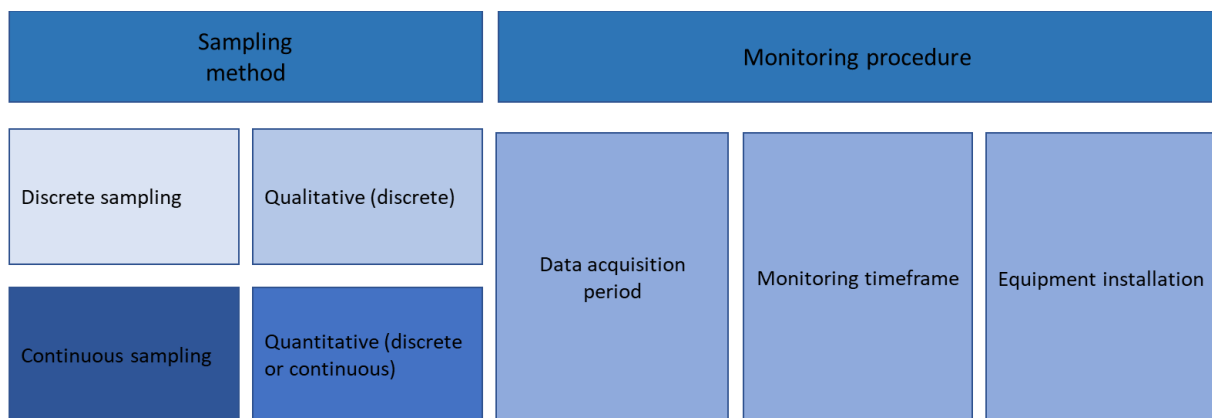 Sampling
method
Monitoring procedure
Discrete sampling
Qualitative (discrete)
Continuous sampling
Quantitative (discrete
or continuous)
Data acquisition
period
Monitoring timeframe
Equipment installation